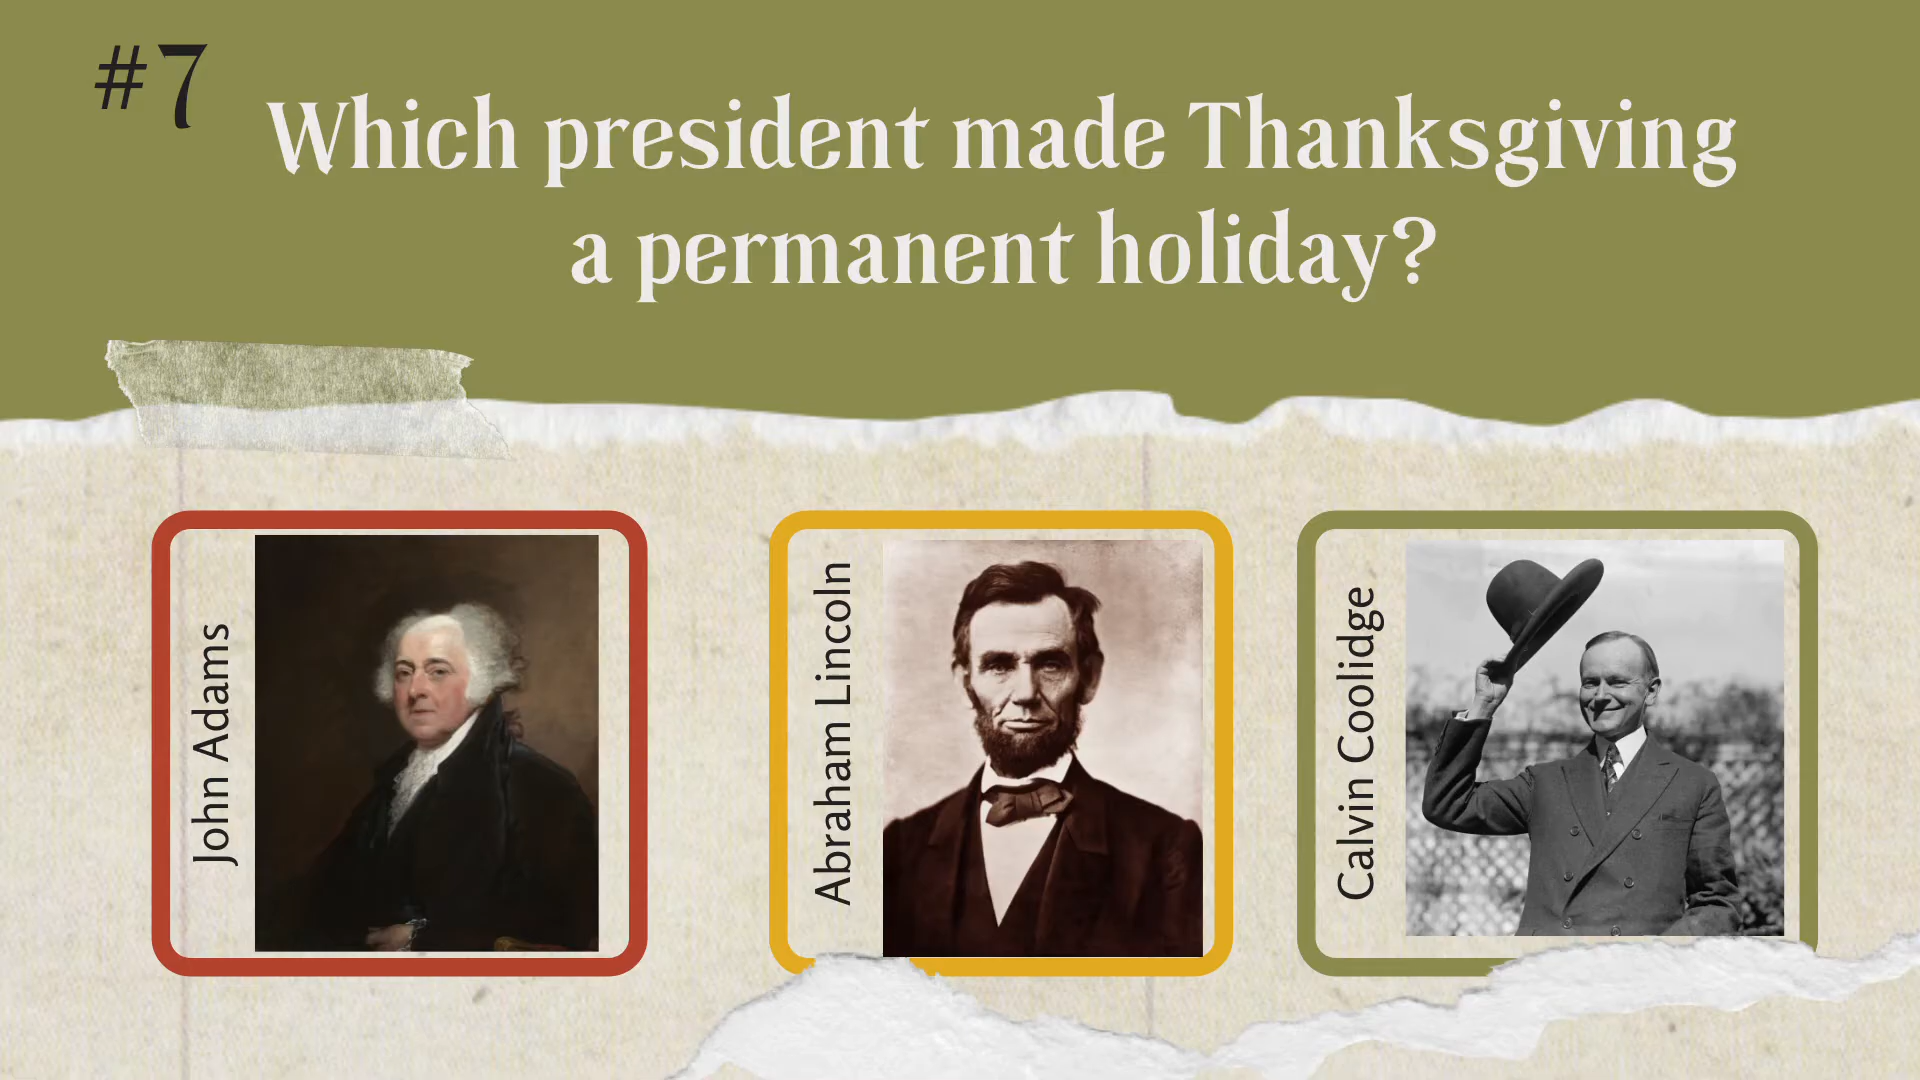 #7
Which president made Thanksgiving
a permanent holiday?
John Adams
Abraham Lincoln
Calvin Coolidge